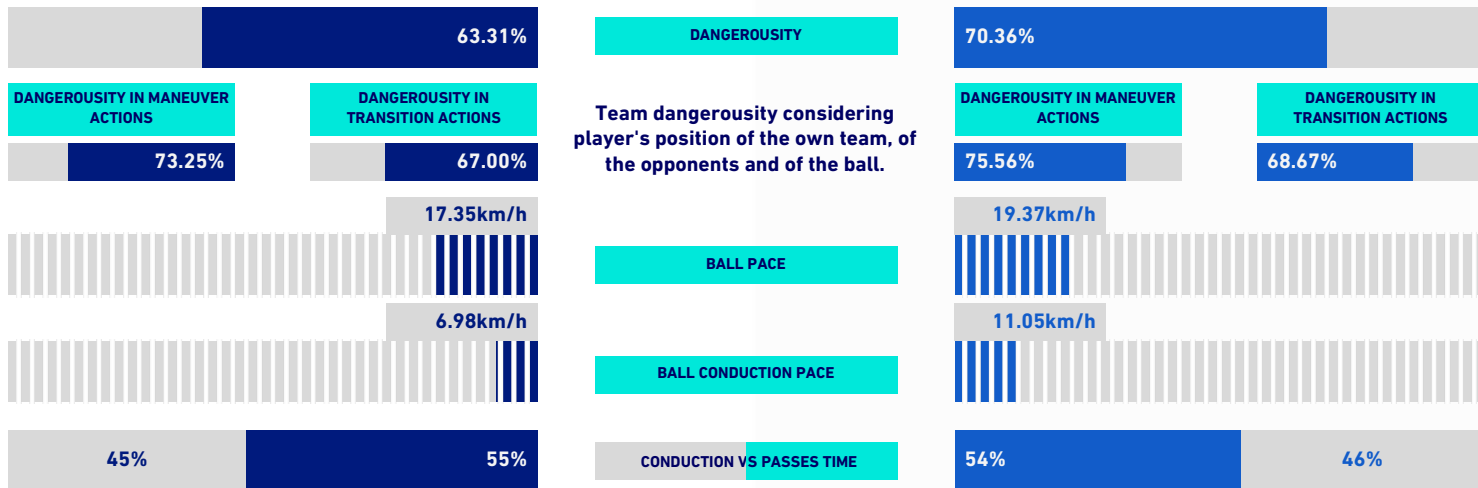 63.31%
DANGEROUSITY
70.36%
DANGEROUSITY IN MANEUVER
ACTIONS
DANGEROUSITY IN
TRANSITION ACTIONS
73.25%
67.00%
Team dangerousity considering
player's position of the own team, of
the opponents and of the ball.
DANGEROUSITY IN MANEUVER
ACTIONS
DANGEROUSITY IN
TRANSITION ACTIONS
75.56%
68.67%
17.35km/h
BALL PACE
19.37km/h
6.98km/h
BALL CONDUCTION PACE
11.05km/h
45%
55%
CONDUCTION VS PASSES TIME
54%
46%